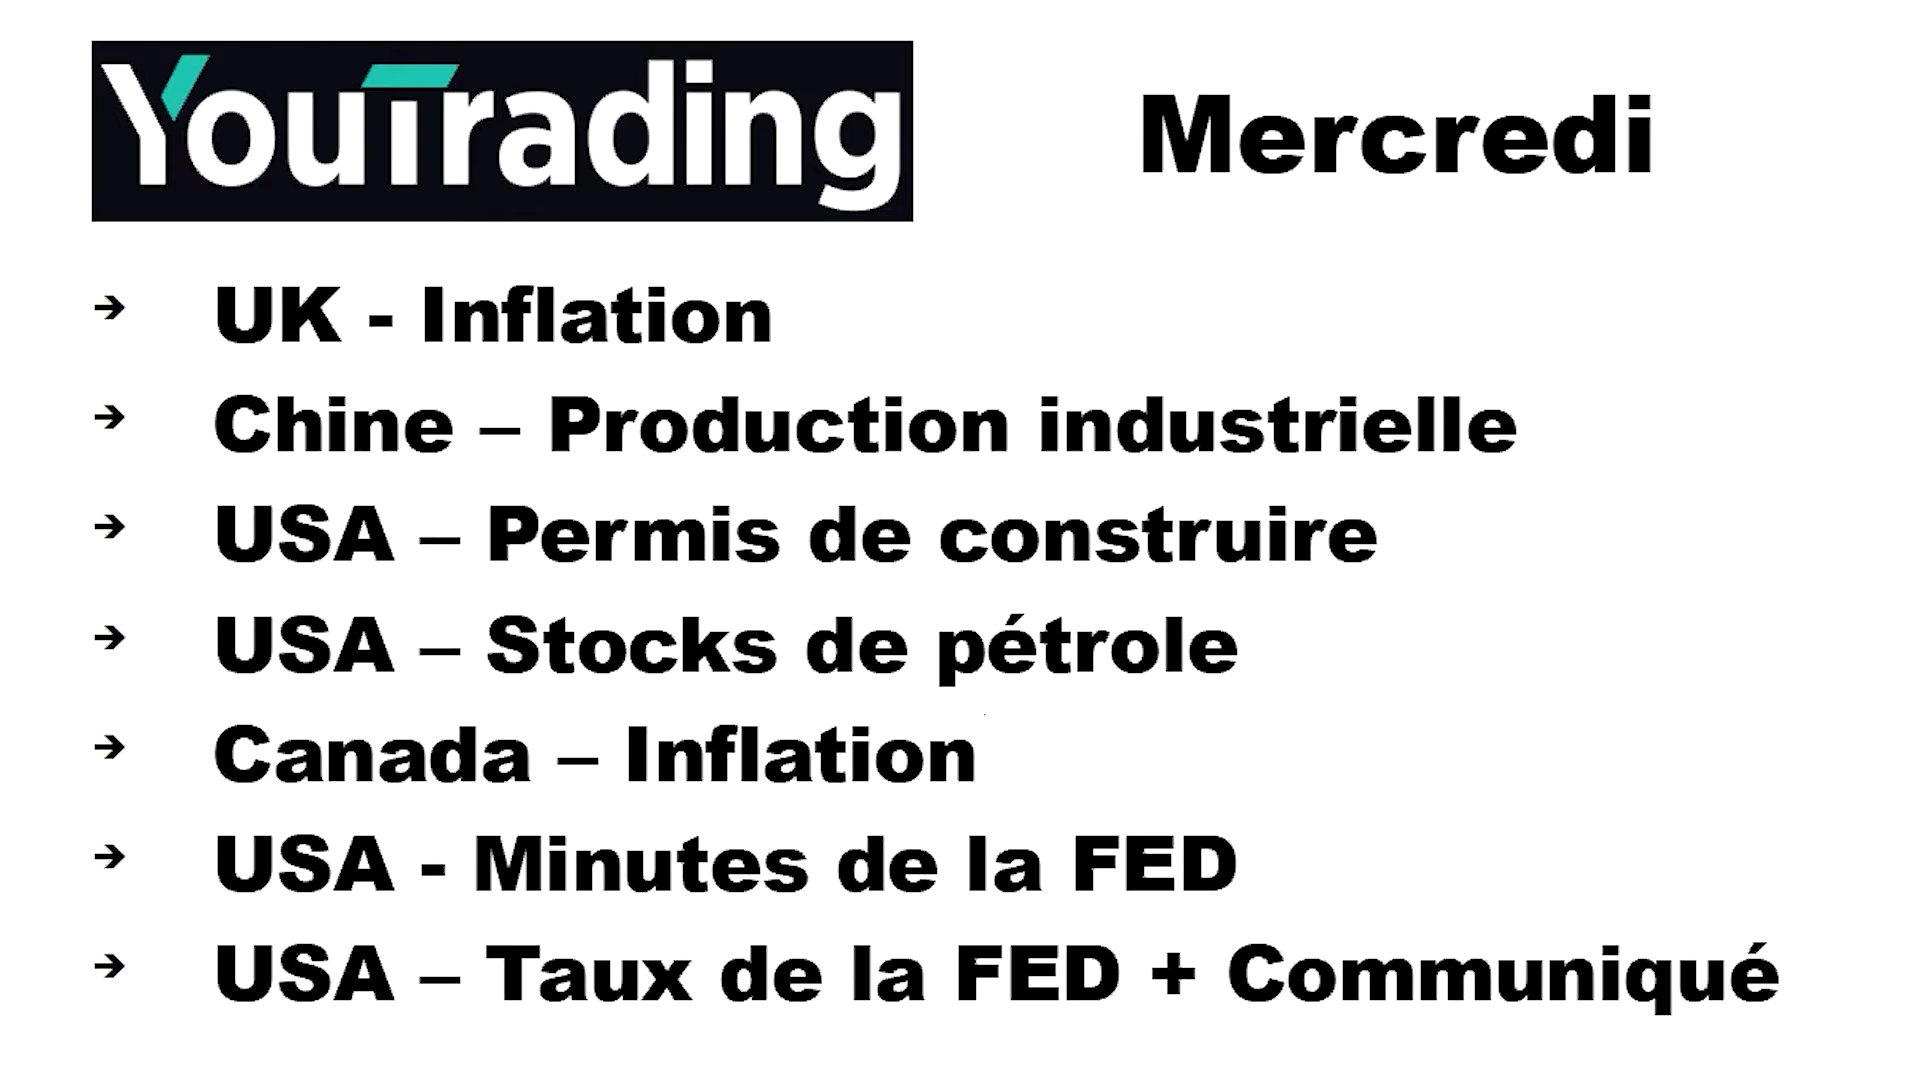 YouTrading
Mercredi
→ UK - Inflation
→ Chine – Production industrielle
→ USA – Permis de construire
→ USA – Stocks de pétrole
→ Canada – Inflation
→ USA - Minutes de la FED
→ USA – Taux de la FED + Communiqué